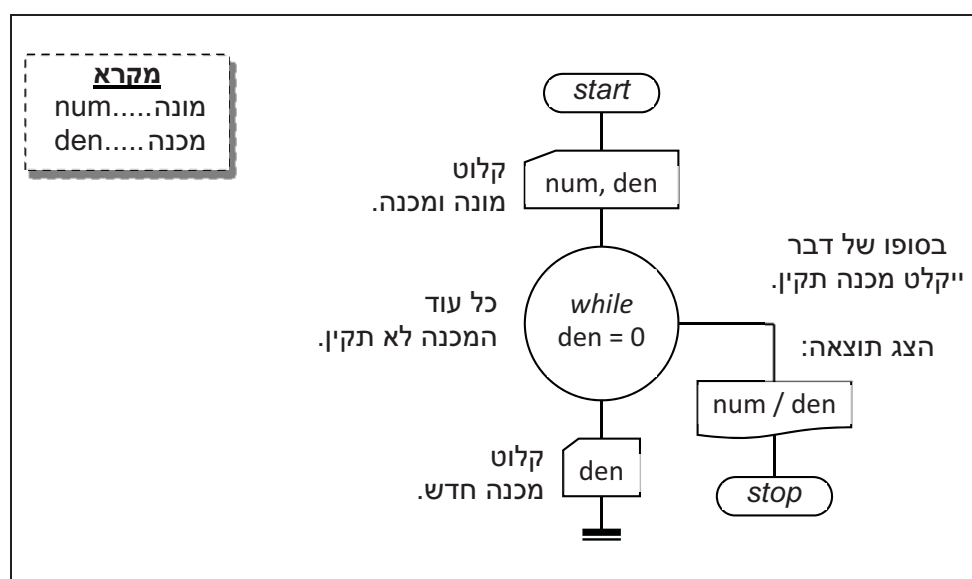 מקרא
מונה.....num
מכנה.....den
start
קלוט
מונה ומכנה.
num, den
כל עוד
המכנה לא תקין.
while
den = 0
בסופו של דבר
ייקלט מכנה תקין.
הצג תוצאה:
num / den
stop
קלוט
מכנה חדש.
den